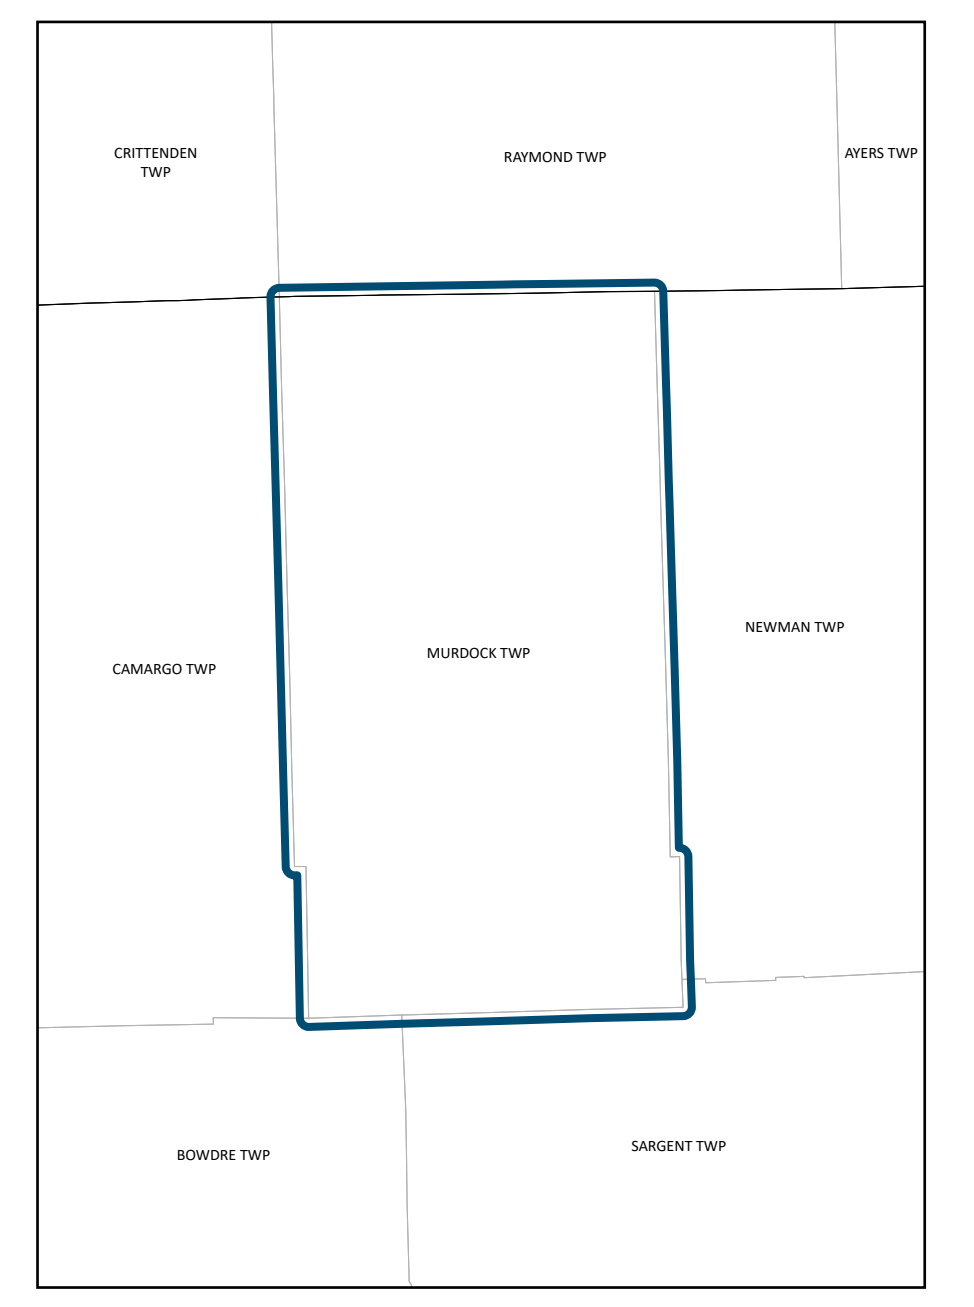 CRITTENDEN
TWP
RAYMOND TWP
AYERS TWP
NEWMAN TWP
MURDOCK TWP
CAMARGO TWP
SARGENT TWP
BOWDRE TWP